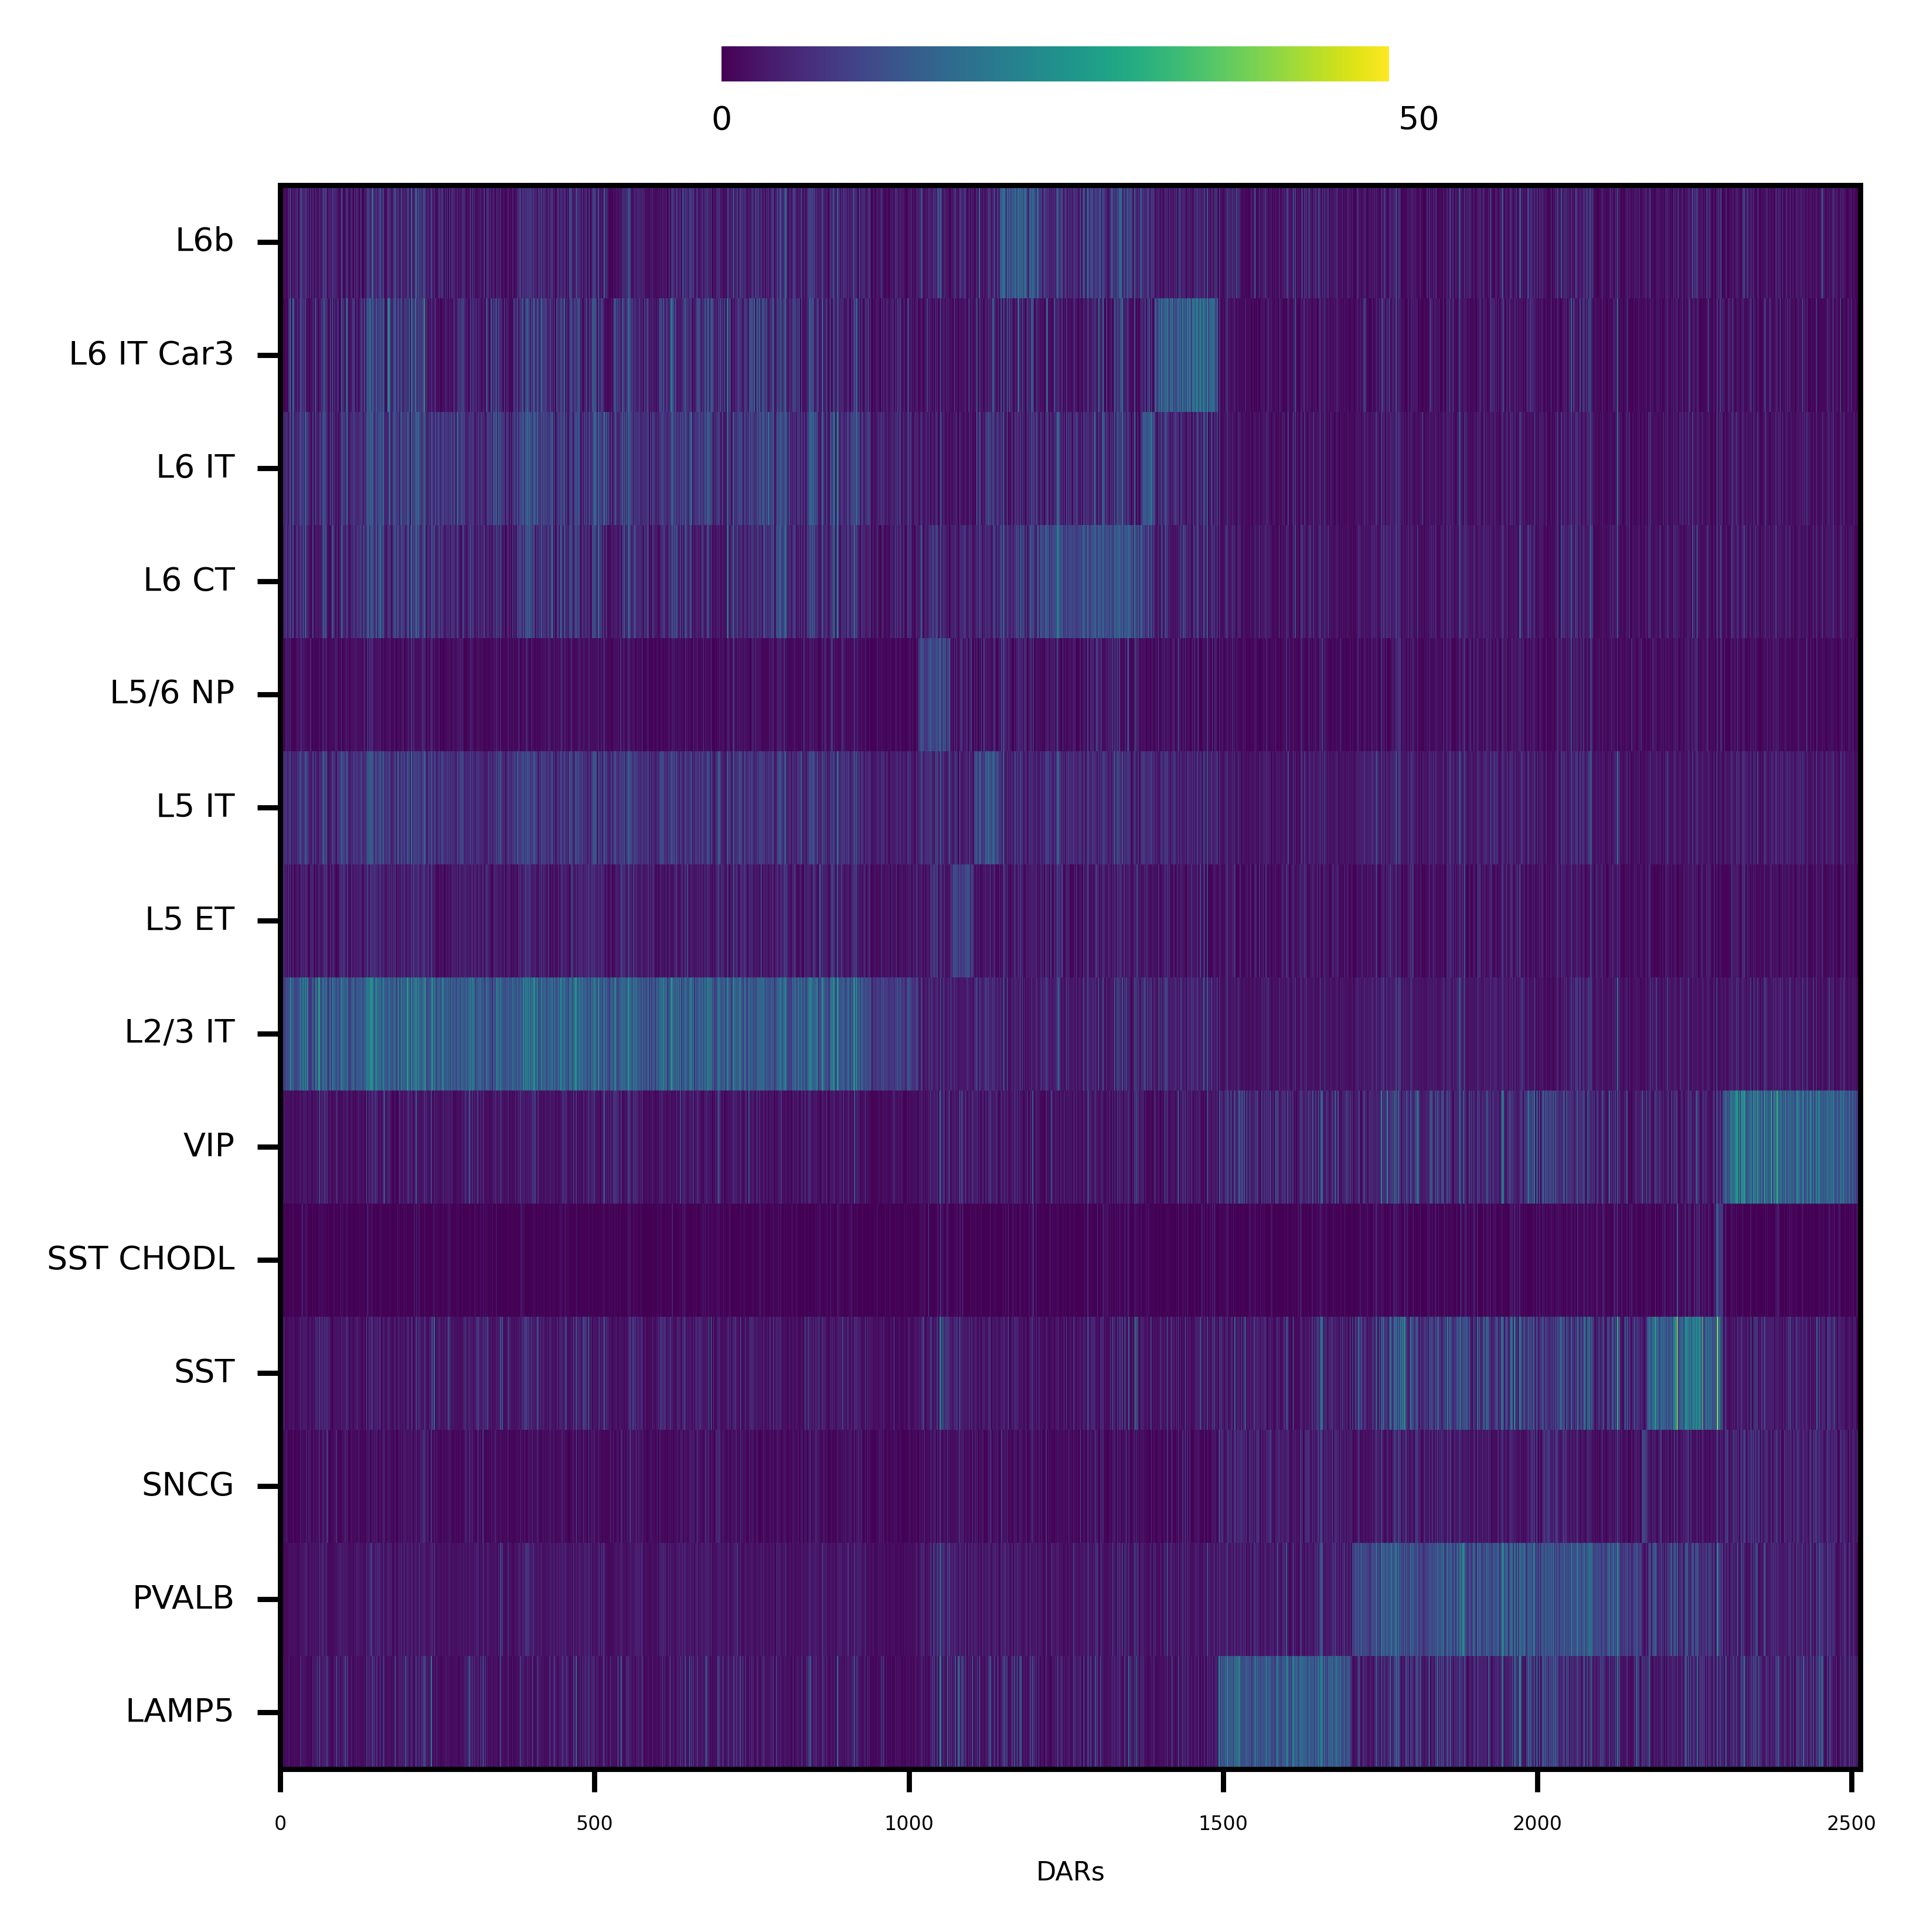 0 50
L6b
L6 IT Car3
L6 IT
L6 CT
L5/6 NP
L5 IT
L5 ET
L2/3 IT
VIP
SST CHODL
SST
SNCG
PVALB
LAMP5
0 500 1000 1500 2000 2500
DARs